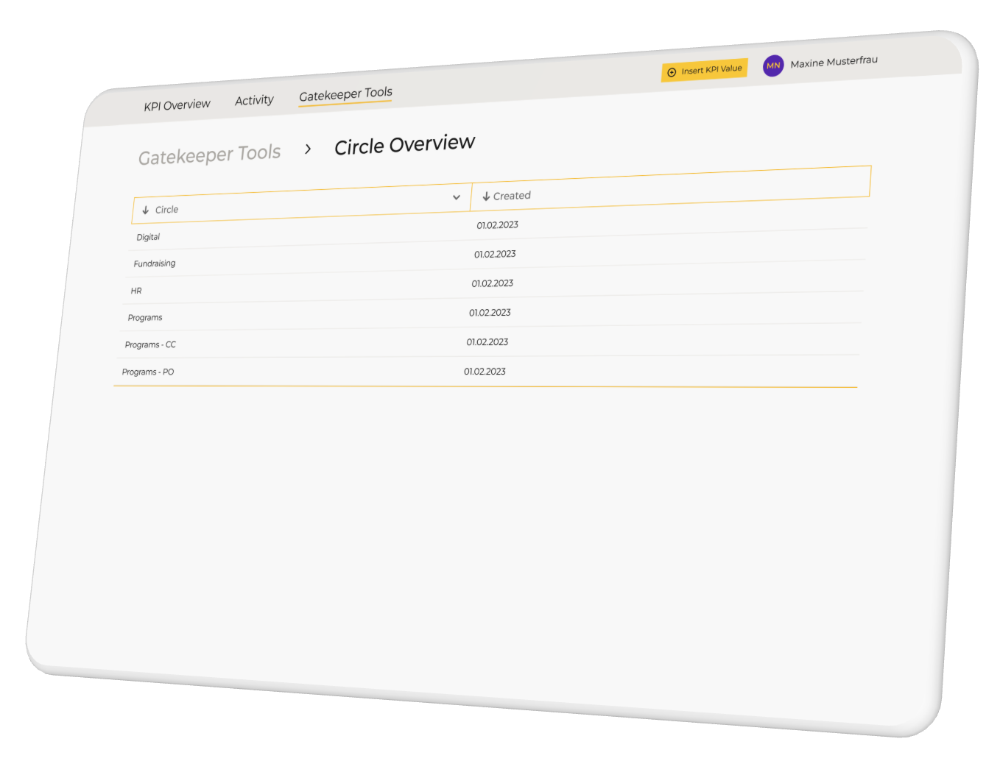 KPI Overview Activity Gatekeeper Tools Insert KPI Value MN Maxine Musterfrau
Gatekeeper Tools > Circle Overview
Circle Created
Digital 01.02.2023
Fundraising 01.02.2023
HR 01.02.2023
Programs 01.02.2023
Programs - CC 01.02.2023
Programs - PO 01.02.2023